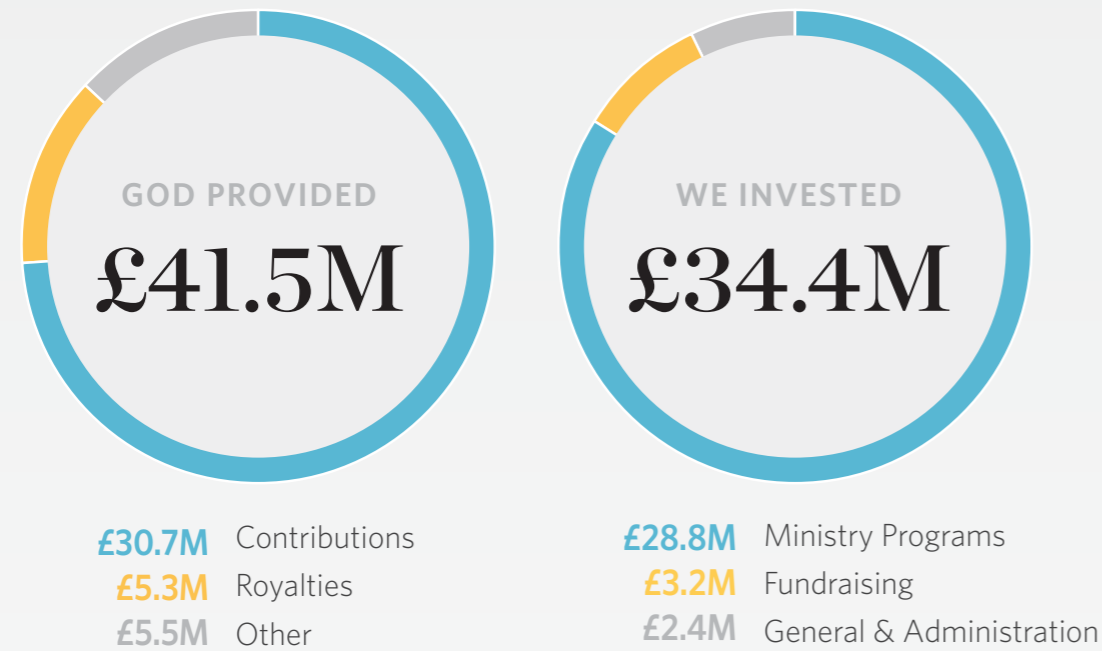 GOD PROVIDED
£41.5M
£30.7M Contributions
£5.3M Royalties
£5.5M Other
WE INVESTED
£34.4M
£28.8M Ministry Programs
£3.2M Fundraising
£2.4M General & Administration